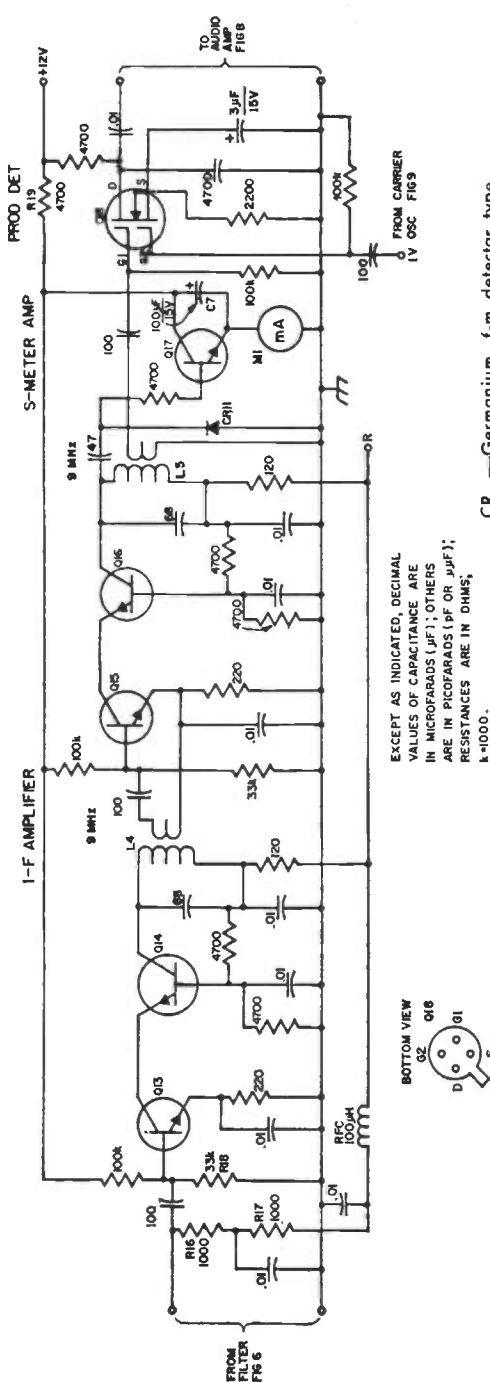 I-F AMPLIFIER
S-METER AMP
PROD DET
+12V
R19
4700
4700
.01
TO
AUDIO
AMP
FIG 8
100k
100k
9 MHz
9 MHz
Q13
Q14
Q15
Q16
Q17
L4
L5
47
68
68
100
100
100
4700
100µF
15V
C7
G1
D
S
4700
3µF
15V
2200
100k
100k
100
FROM CARRIER
OSC FIG 9
1V
M1
mA
CR11
FROM
FILTER
FIG 6
R16
1000
R17
1000
33k
R18
.01
.01
220
4700
.01
4700
.01
120
33k
.01
220
4700
.01
4700
.01
120
.01
RFC
100µH
R
BOTTOM VIEW
G2
Q18
G1
D
S
EXCEPT AS INDICATED, DECIMAL
VALUES OF CAPACITANCE ARE
IN MICROFARADS (µF); OTHERS
ARE IN PICOFARADS (pF OR µµF);
RESISTANCES ARE IN OHMS;
k=1000.
CR —Germanium, f-m detector type